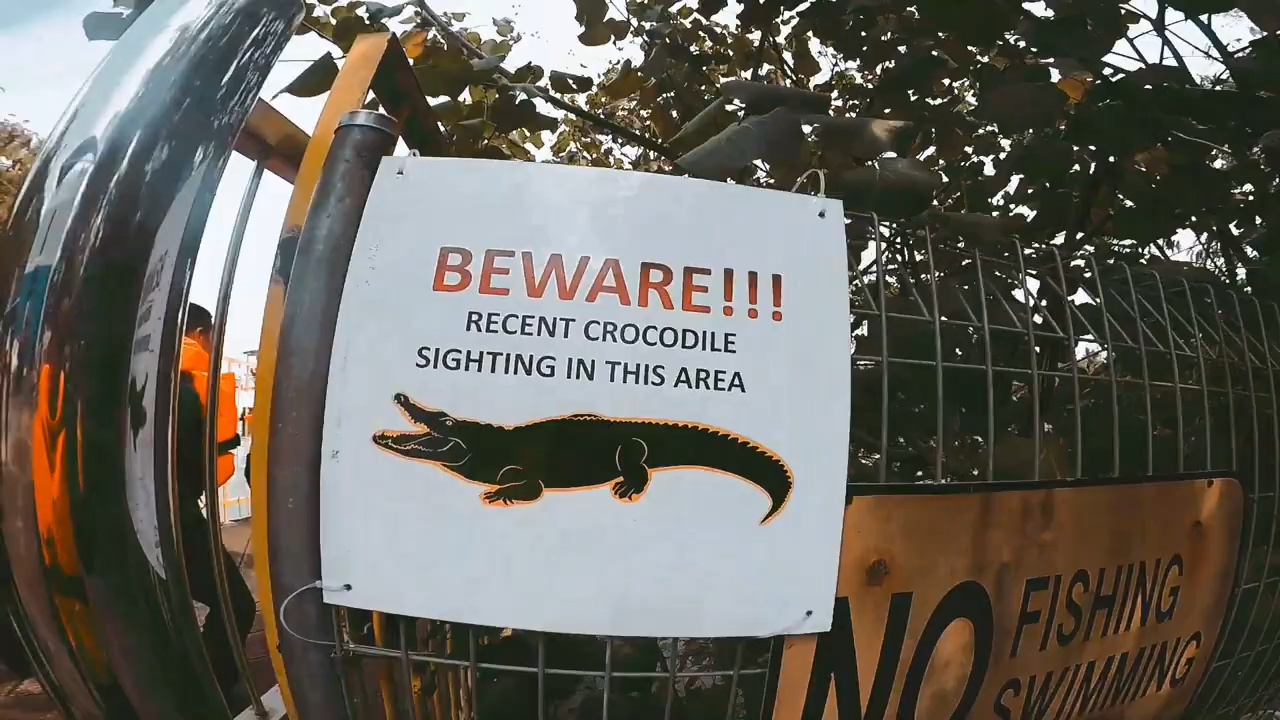 BEWARE!!!
RECENT CROCODILE
SIGHTING IN THIS AREA
NO
FISHING
SWIMMING